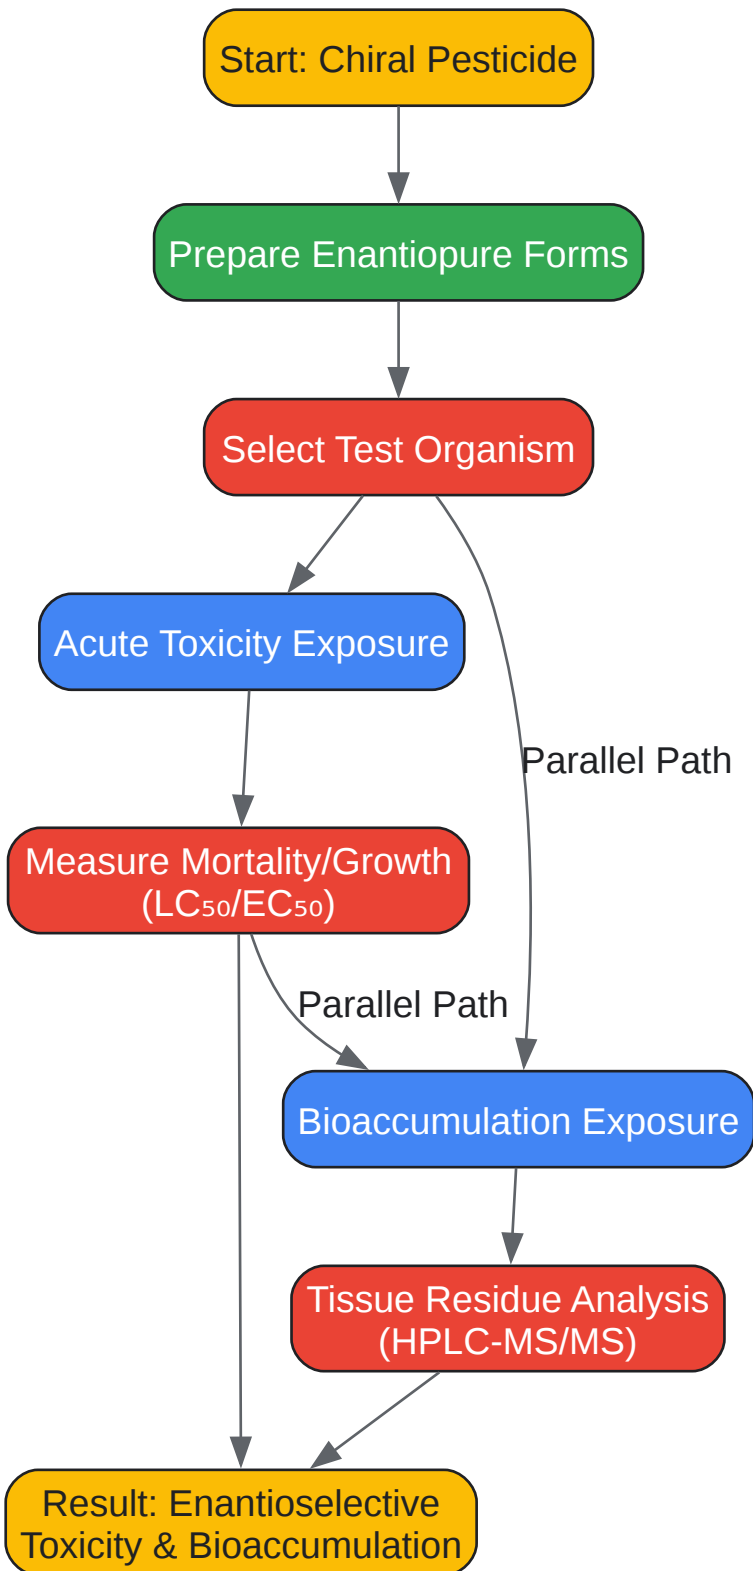 Start: Chiral Pesticide
Prepare Enantiopure Forms
Select Test Organism
Acute Toxicity Exposure
Parallel Path
Measure Mortality/Growth
(LC₅₀/EC₅₀)
Parallel Path
Bioaccumulation Exposure
Tissue Residue Analysis
(HPLC-MS/MS)
Result: Enantioselective
Toxicity & Bioaccumulation